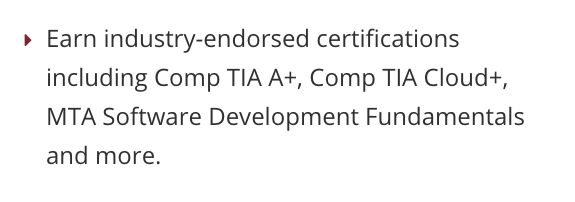 Earn industry-endorsed certifications
including Comp TIA A+, Comp TIA Cloud+,
MTA Software Development Fundamentals
and more.